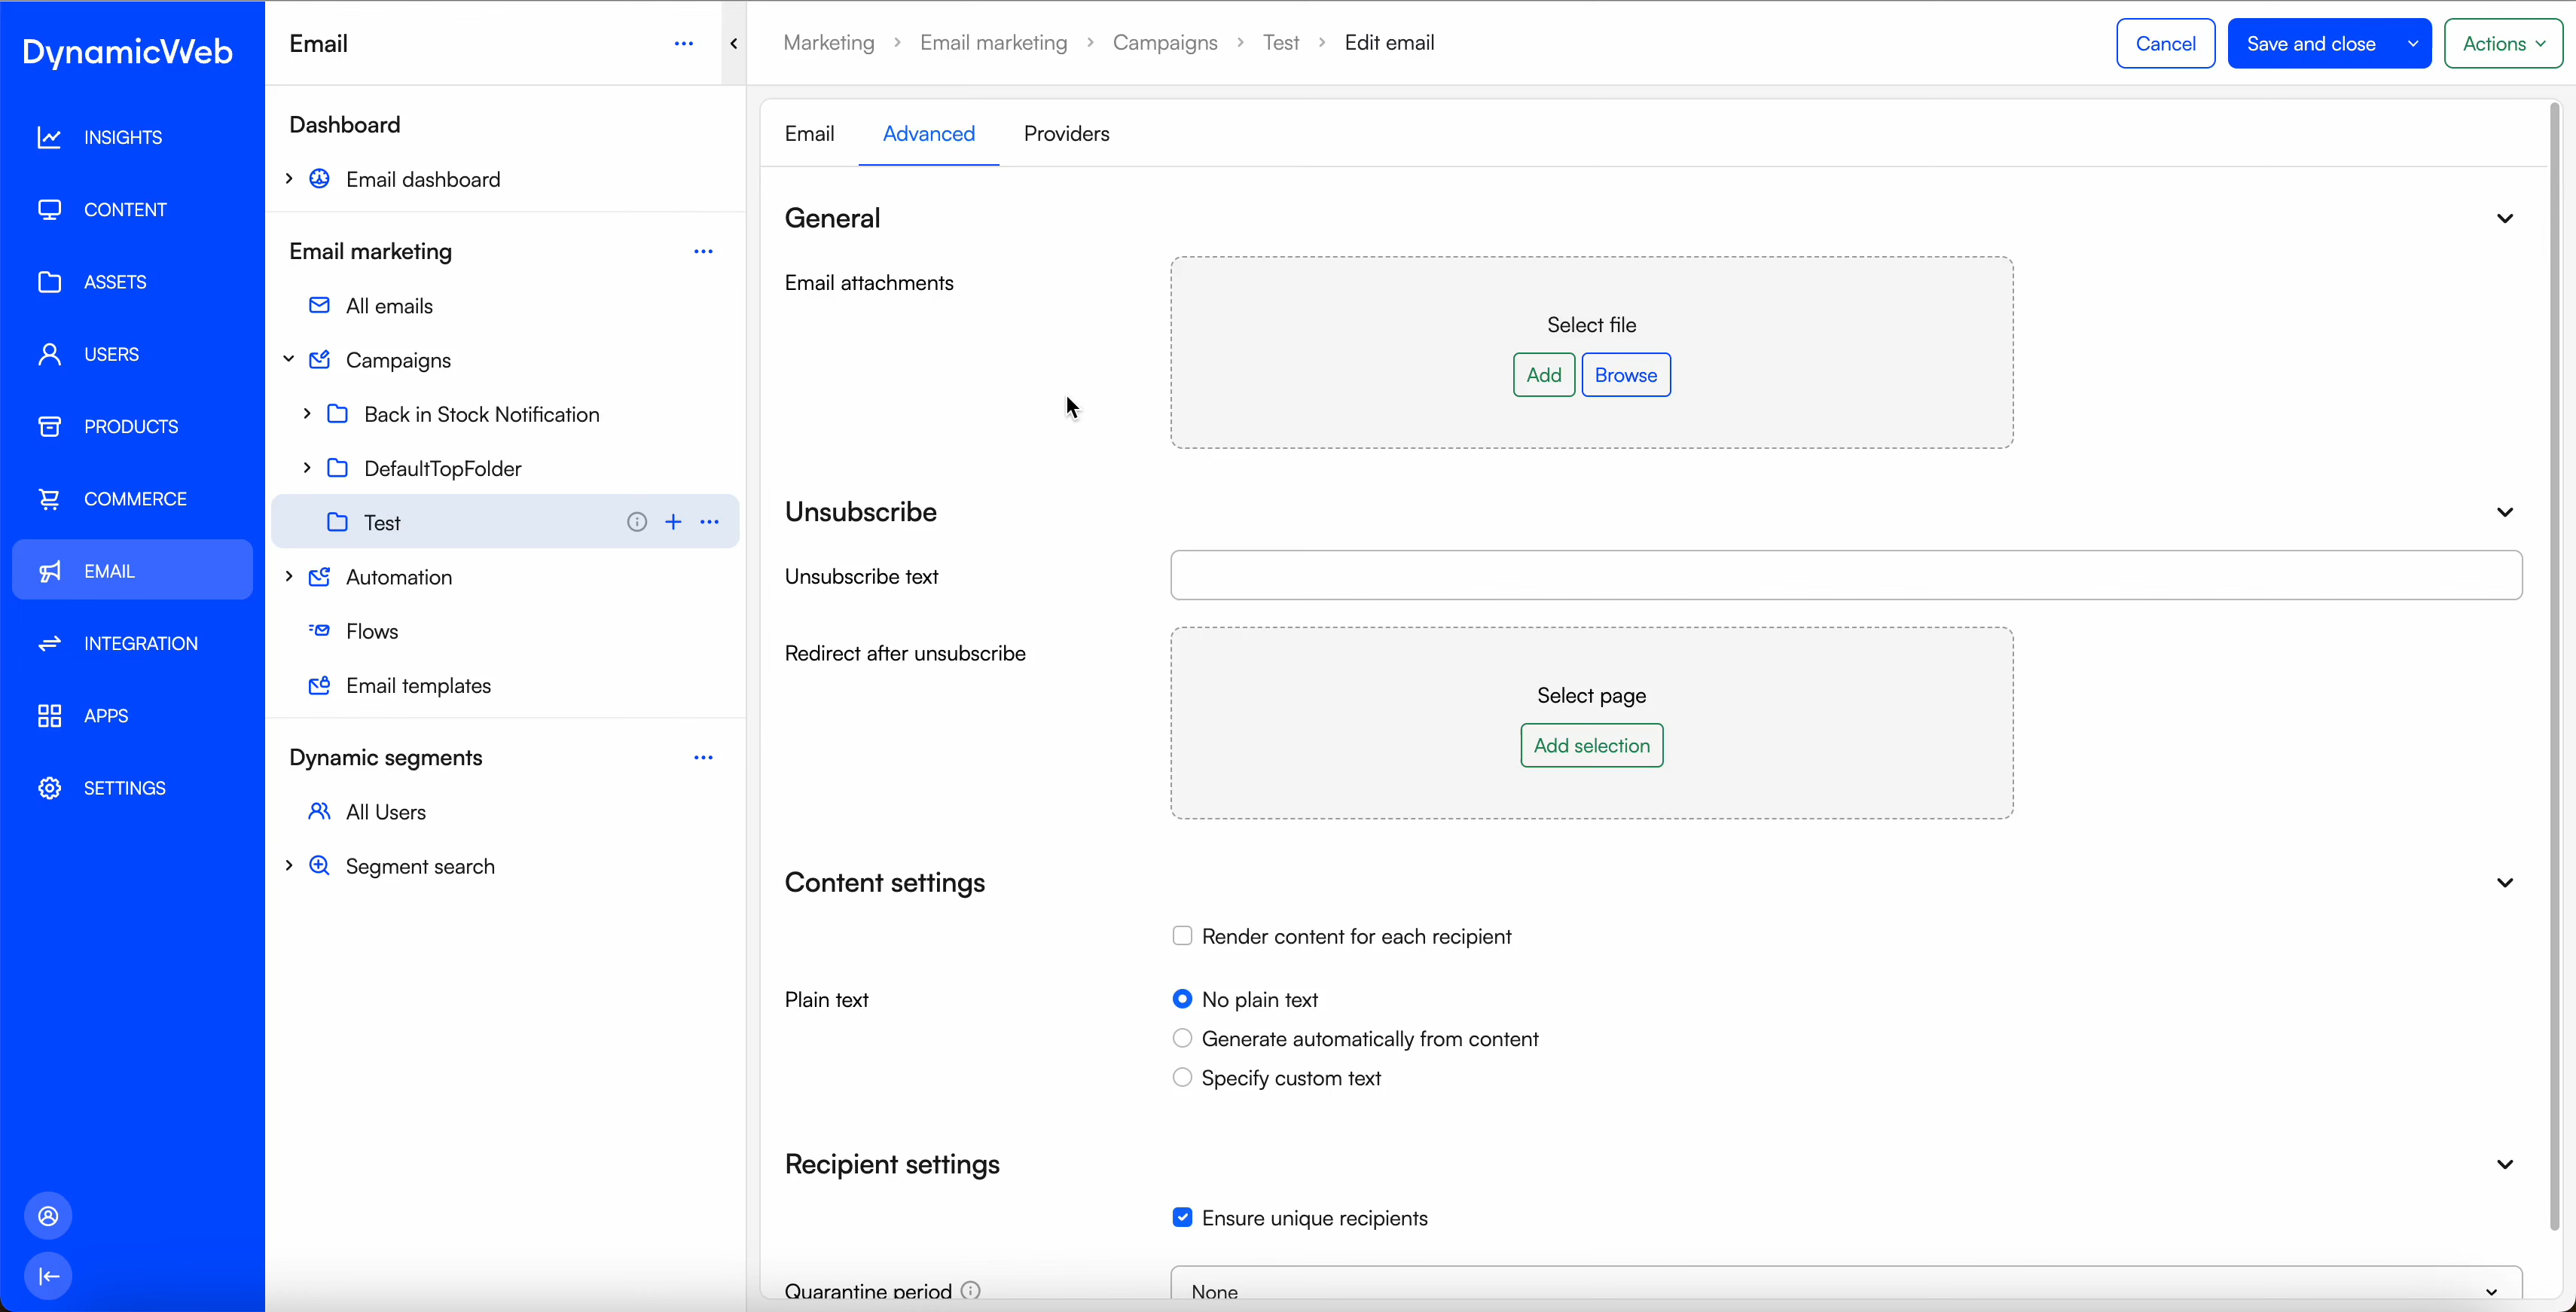 DynamicWeb
INSIGHTS
CONTENT
ASSETS
USERS
PRODUCTS
COMMERCE
EMAIL
INTEGRATION
APPS
SETTINGS
Email
Dashboard
Email dashboard
Email marketing
All emails
Campaigns
Back in Stock Notification
DefaultTopFolder
Test
Automation
Flows
Email templates
Dynamic segments
All Users
Segment search
Marketing > Email marketing > Campaigns > Test > Edit email
Cancel
Save and close
Actions
Email Advanced Providers
General
Email attachments
Select file
Add Browse
Unsubscribe
Unsubscribe text
Redirect after unsubscribe
Select page
Add selection
Content settings
Render content for each recipient
Plain text
No plain text
Generate automatically from content
Specify custom text
Recipient settings
Ensure unique recipients
Quarantine period
None